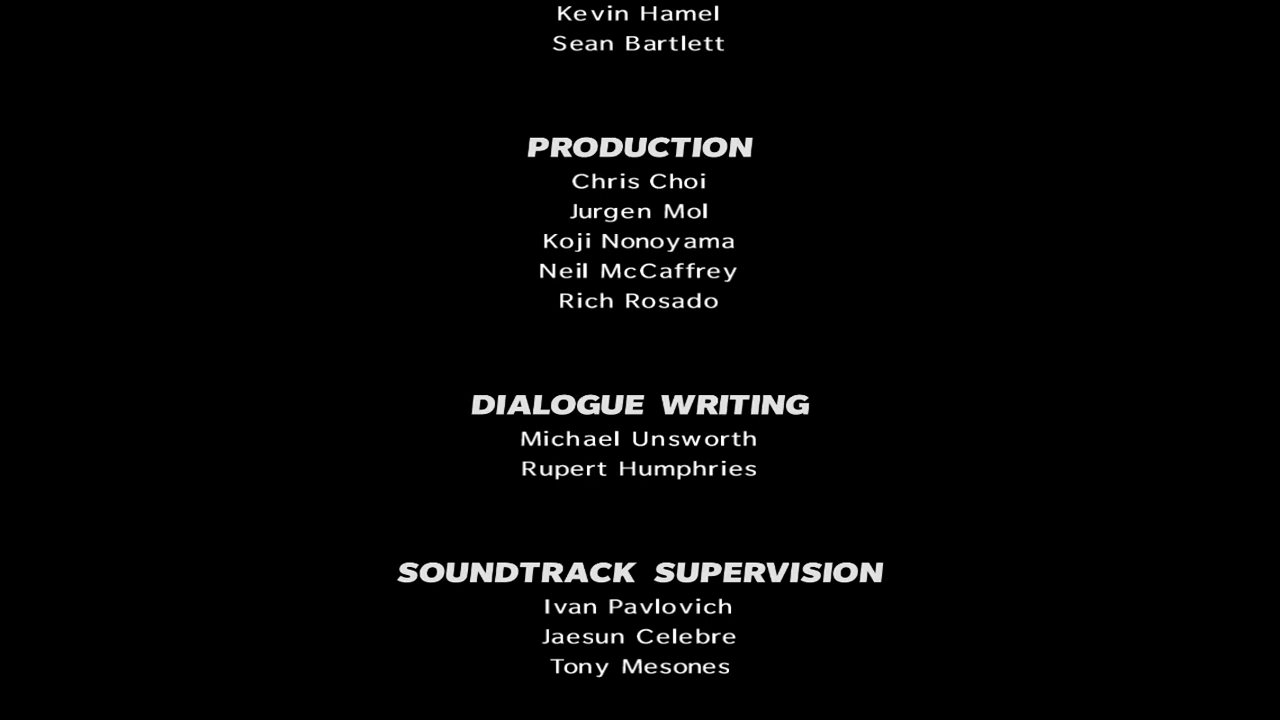 Kevin Hamel
Sean Bartlett
PRODUCTION
Chris Choi
Jurgen Mol
Koji Nonoyama
Neil McCaffrey
Rich Rosado
DIALOGUE WRITING
Michael Unsworth
Rupert Humphries
SOUNDTRACK SUPERVISION
Ivan Pavlovich
Jaesun Celebre
Tony Mesones